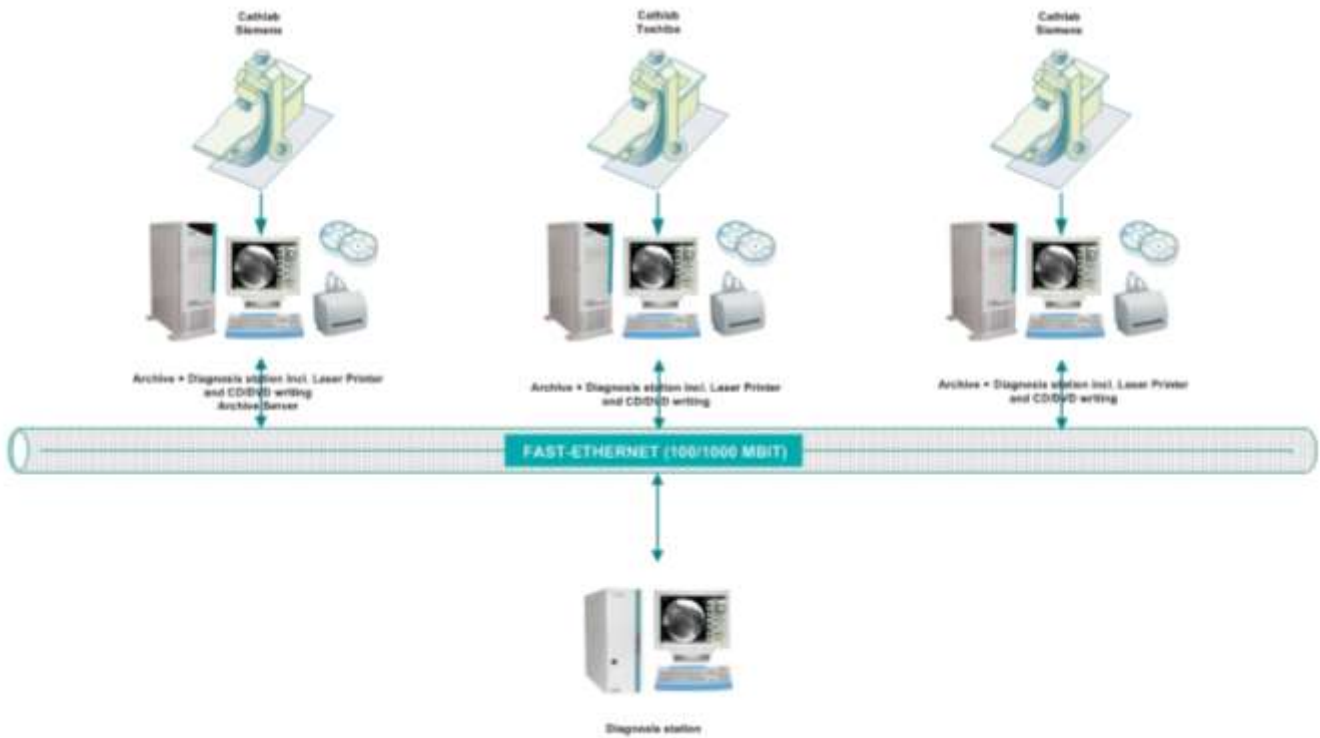 Cathlab
Siemens
Cathlab
Toshiba
Cathlab
Siemens
Archive + Diagnosis station incl. Laser Printer
and CD/DVD writing
Archive Server
Archive + Diagnosis station incl. Laser Printer
and CD/DVD writing
Archive + Diagnosis station incl. Laser Printer
and CD/DVD writing
FAST-ETHERNET (100/1000 MBIT)
Diagnosis station